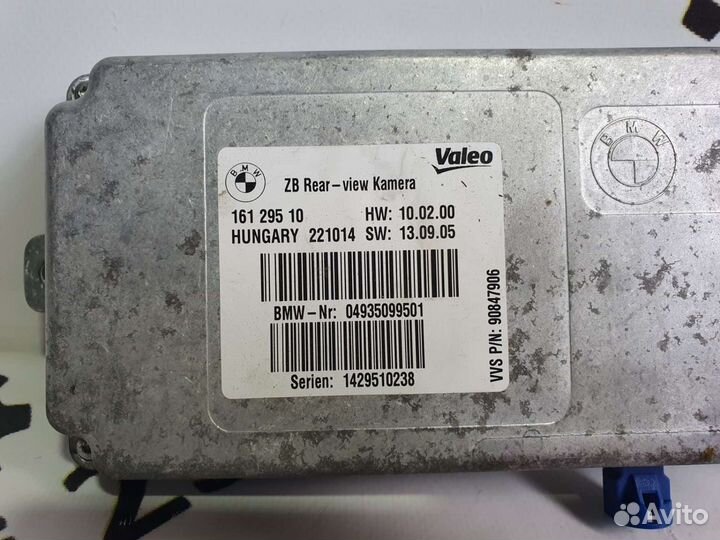 BMW
Valeo
ZB Rear-view Kamera
161 295 10 HW: 10.02.00
HUNGARY 221014 SW: 13.09.05
BMW-Nr: 04935099501
Serien: 1429510238
VVS P/N: 90847906
BMW
Avito